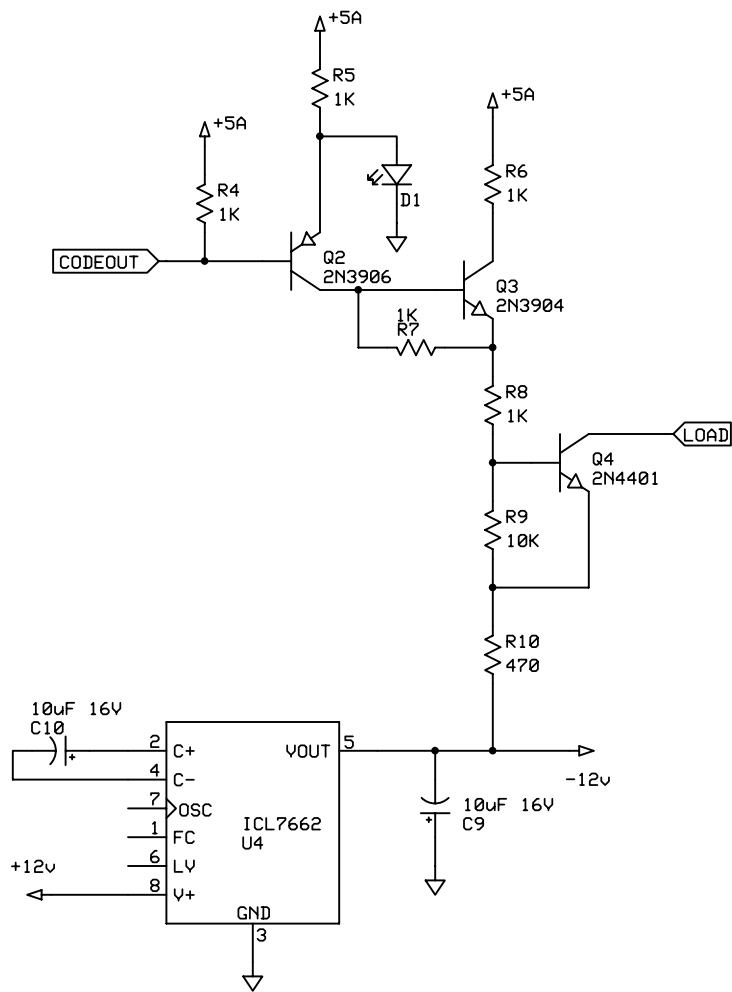 +5A
R5
1K
+5A
+5A
R4
1K
R6
1K
D1
CODEOUT
Q2
2N3906
Q3
2N3904
1K
R7
R8
1K
LOAD
Q4
2N4401
R9
10K
R10
470
10uF 16V
C10
2
C+
VOUT
5
4
C-
-12v
7
OSC
10uF 16V
C9
1
FC
ICL7662
U4
6
LV
+12v
8
V+
GND
3